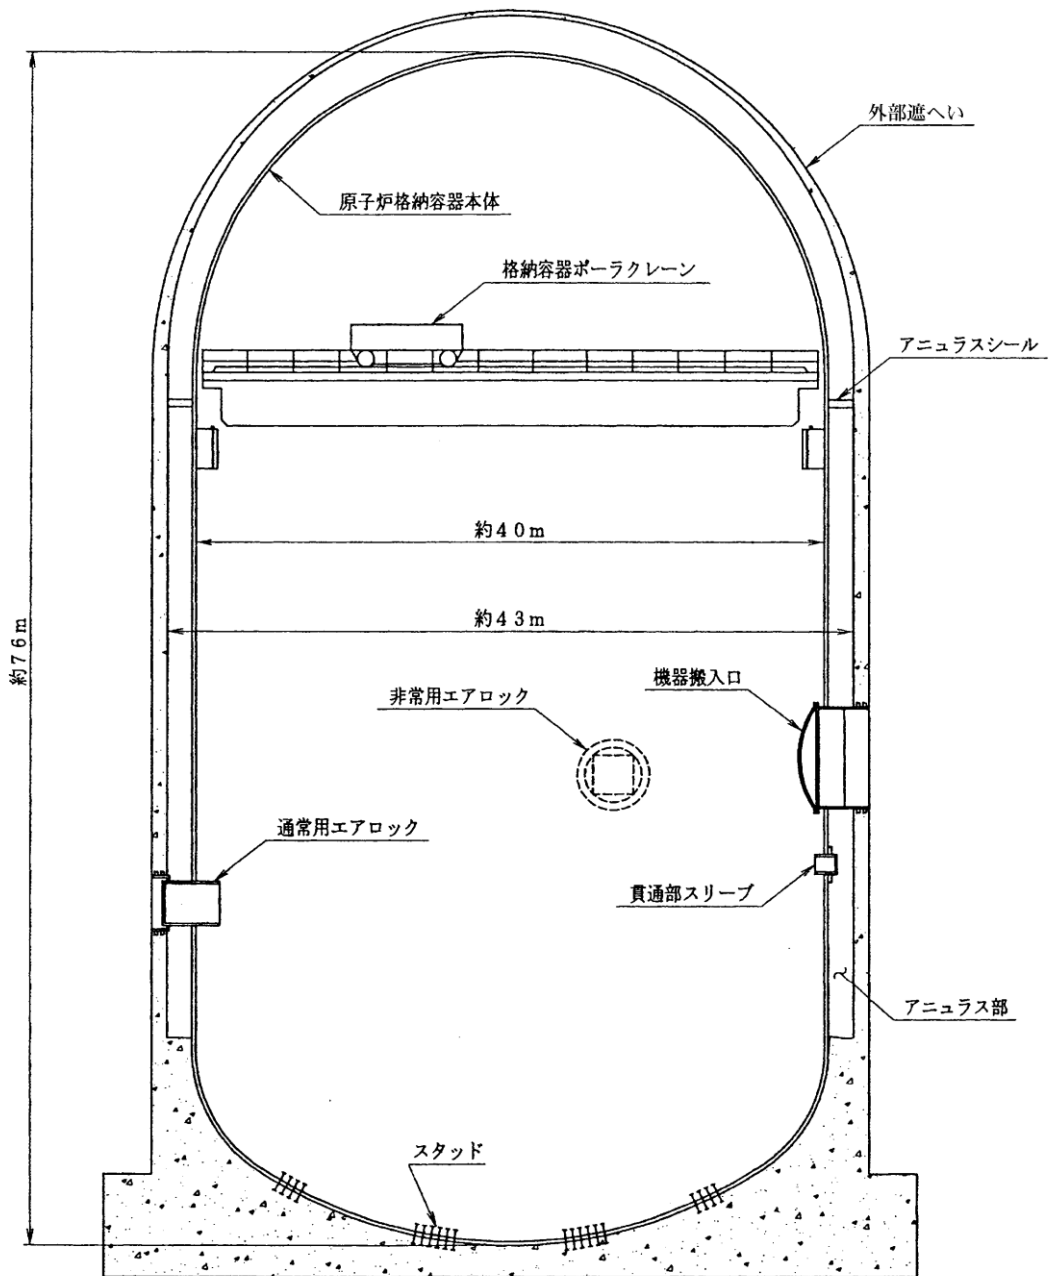 外部遮へい
原子炉格納容器本体
格納容器ポーラクレーン
アニュラスシール
約40m
約43m
約76m
機器搬入口
非常用エアロック
通常用エアロック
貫通部スリーブ
アニュラス部
スタッド